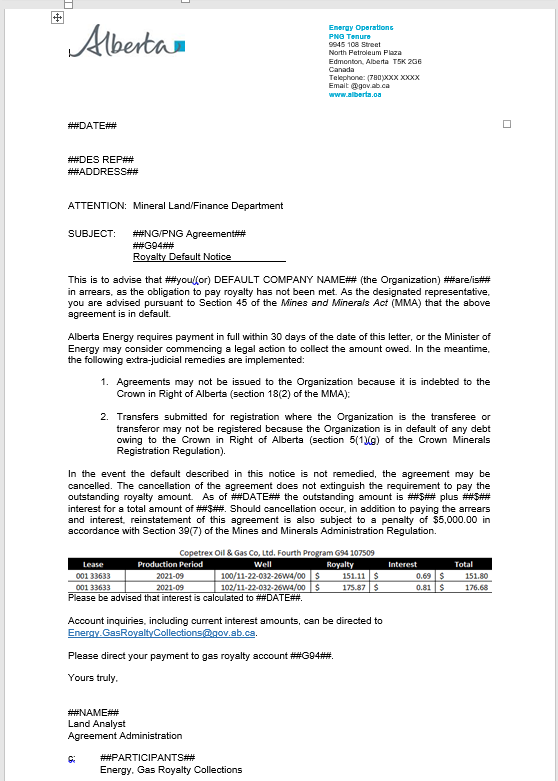 Alberta
Energy Operations
PNG Tenure
9945 108 Street
North Petroleum Plaza
Edmonton, Alberta T5K 2G6
Canada
Telephone: (780)XXX XXXX
Email: @gov.ab.ca
www.alberta.ca
##DATE##
##DES REP##
##ADDRESS##
ATTENTION: Mineral Land/Finance Department
SUBJECT: ##NG/PNG Agreement##
##G94##
Royalty Default Notice
This is to advise that ##you/(or) DEFAULT COMPANY NAME## (the Organization) ##are/is##
in arrears, as the obligation to pay royalty has not been met. As the designated representative,
you are advised pursuant to Section 45 of the Mines and Minerals Act (MMA) that the above
agreement is in default.
Alberta Energy requires payment in full within 30 days of the date of this letter, or the Minister of
Energy may consider commencing a legal action to collect the amount owed. In the meantime,
the following extra-judicial remedies are implemented:
1. Agreements may not be issued to the Organization because it is indebted to the
Crown in Right of Alberta (section 18(2) of the MMA);
2. Transfers submitted for registration where the Organization is the transferee or
transferor may not be registered because the Organization is in default of any debt
owing to the Crown in Right of Alberta (section 5(1)(g) of the Crown Minerals
Registration Regulation).
In the event the default described in this notice is not remedied, the agreement may be
cancelled. The cancellation of the agreement does not extinguish the requirement to pay the
outstanding royalty amount. As of ##DATE## the outstanding amount is ##$## plus ##$##
interest for a total amount of ##$##. Should cancellation occur, in addition to paying the arrears
and interest, reinstatement of this agreement is also subject to a penalty of $5,000.00 in
accordance with Section 39(7) of the Mines and Minerals Administration Regulation.
Copetrex Oil & Gas Co, Ltd. Fourth Program G94 107509
Lease Production Period Well Royalty Interest Total
001 33633 2021-09 100/11-22-032-26W4/00 $ 151.11 $ 0.69 $ 151.80
001 33633 2021-09 102/11-22-032-26W4/00 $ 175.87 $ 0.81 $ 176.68
Please be advised that interest is calculated to ##DATE##.
Account inquiries, including current interest amounts, can be directed to
Energy.GasRoyaltyCollections@gov.ab.ca.
Please direct your payment to gas royalty account ##G94##.
Yours truly,
##NAME##
Land Analyst
Agreement Administration
c: ##PARTICIPANTS##
Energy, Gas Royalty Collections